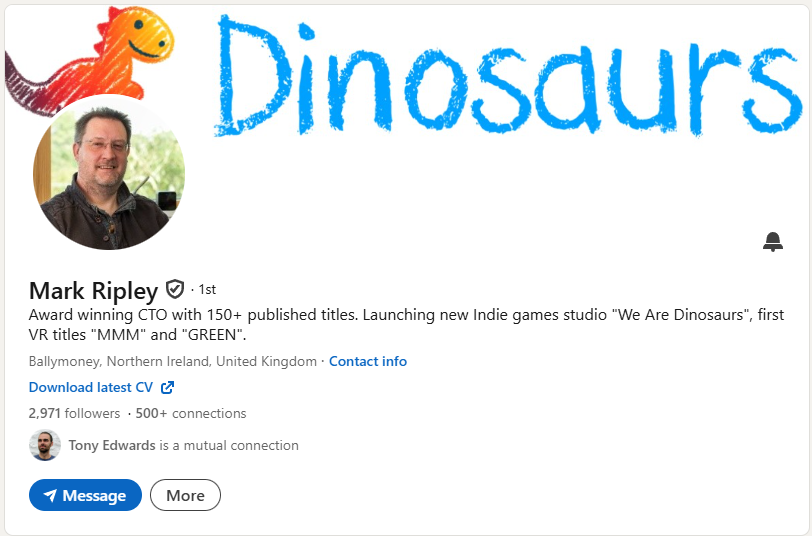 Dinosaurs
Mark Ripley · 1st
Award winning CTO with 150+ published titles. Launching new Indie games studio "We Are Dinosaurs", first
VR titles "MMM" and "GREEN".
Ballymoney, Northern Ireland, United Kingdom · Contact info
Download latest CV
2,971 followers · 500+ connections
Tony Edwards is a mutual connection
Message More